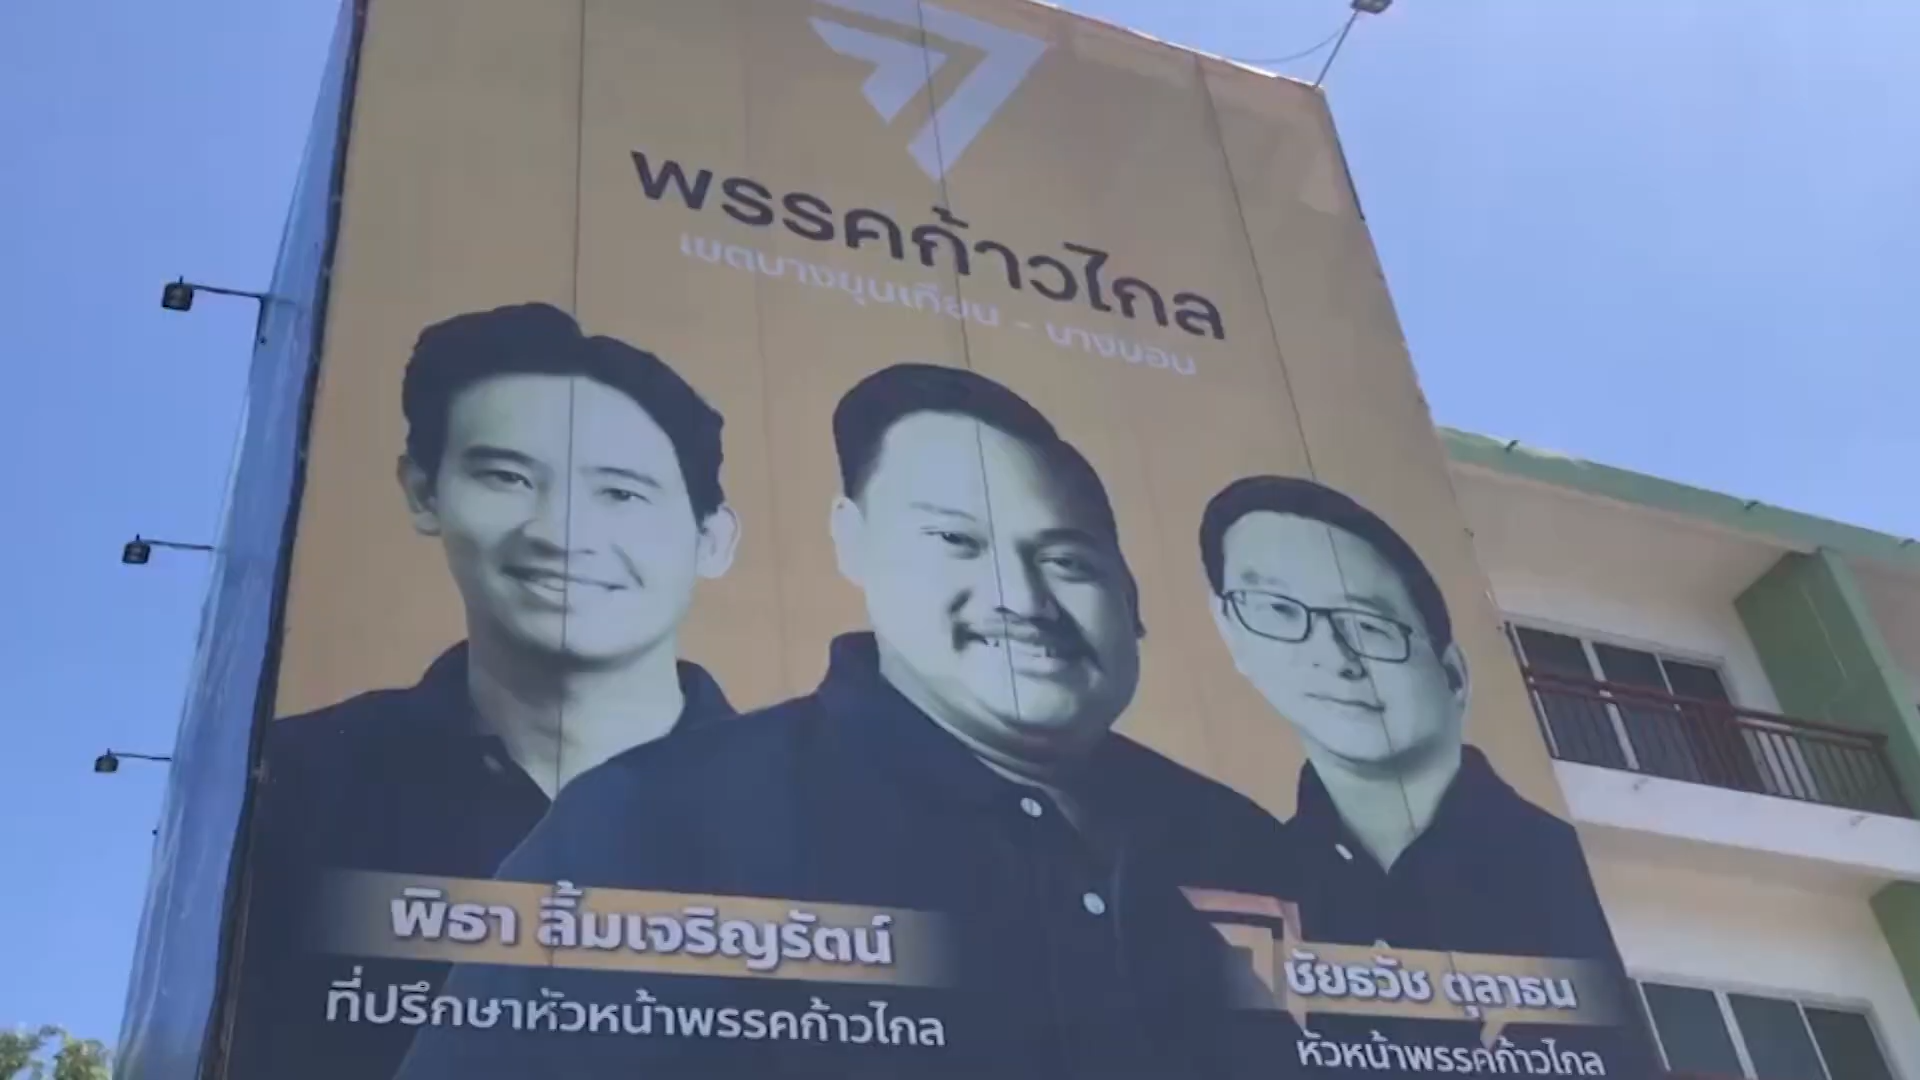 พรรคก้าวไกล
เขตบางขุนเทียน - บางบอน
พิธา ลิ้มเจริญรัตน์
ที่ปรึกษาหัวหน้าพรรคก้าวไกล
ชัยธวัช ตุลาธน
หัวหน้าพรรคก้าวไกล